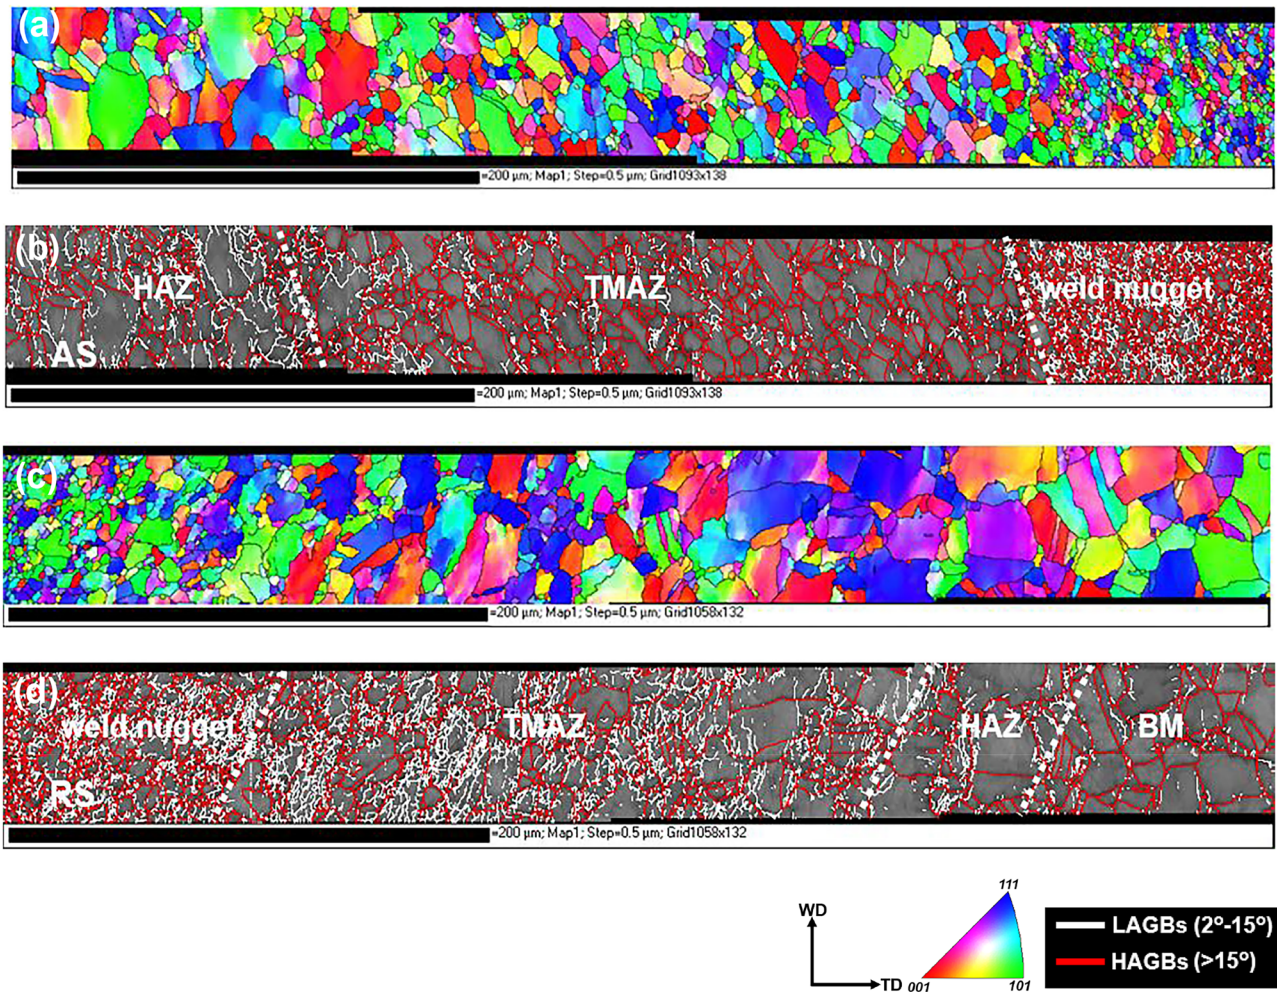 (a)
=200 µm; Map1; Step=0.5 µm; Grid1093x138
(b)
HAZ
TMAZ
weld nugget
AS
=200 µm; Map1; Step=0.5 µm; Grid1093x138
(c)
=200 µm; Map1; Step=0.5 µm; Grid1058x132
(d)
weld nugget
TMAZ
HAZ
BM
RS
=200 µm; Map1; Step=0.5 µm; Grid1058x132
WD
TD
111
001
101
LAGBs (2°-15°)
HAGBs (>15°)